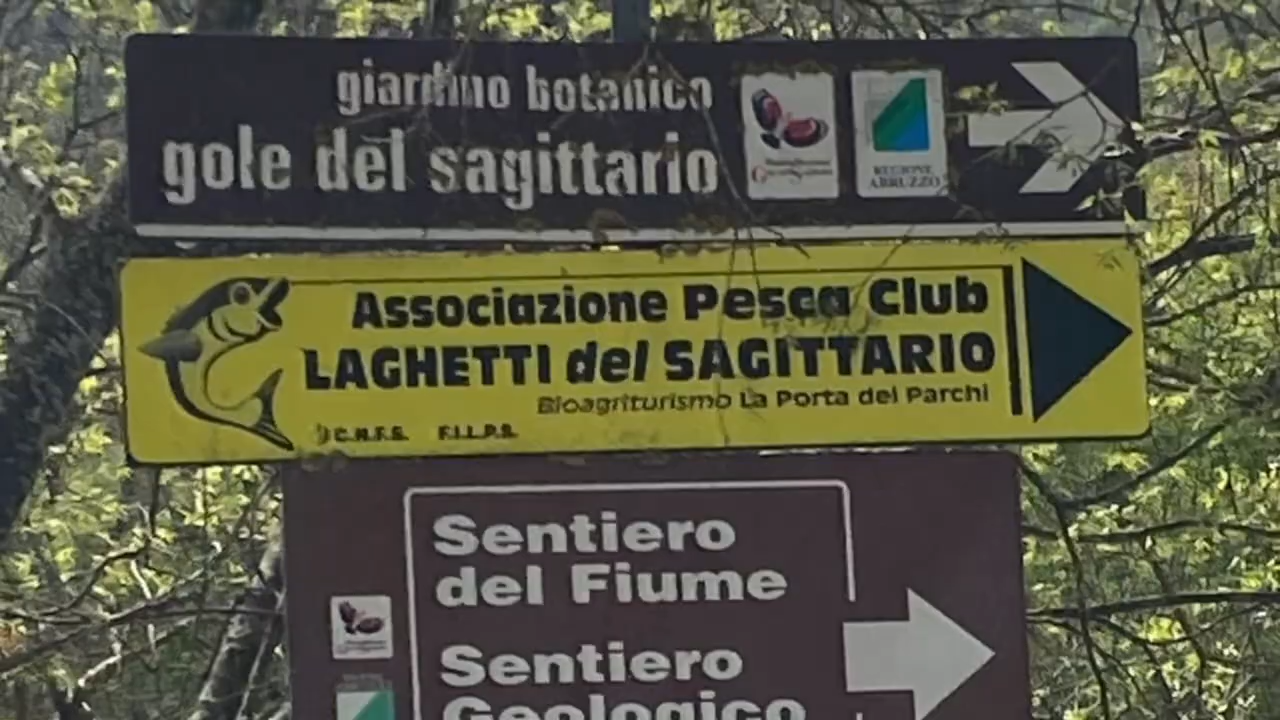 giardino botanico
gole del sagittario
REGIONE
ABRUZZO
Associazione Pesca Club
LAGHETTI del SAGITTARIO
Bioagriturismo La Porta dei Parchi
F.I.L.P.S.
Sentiero
del Fiume
Sentiero
Geologico